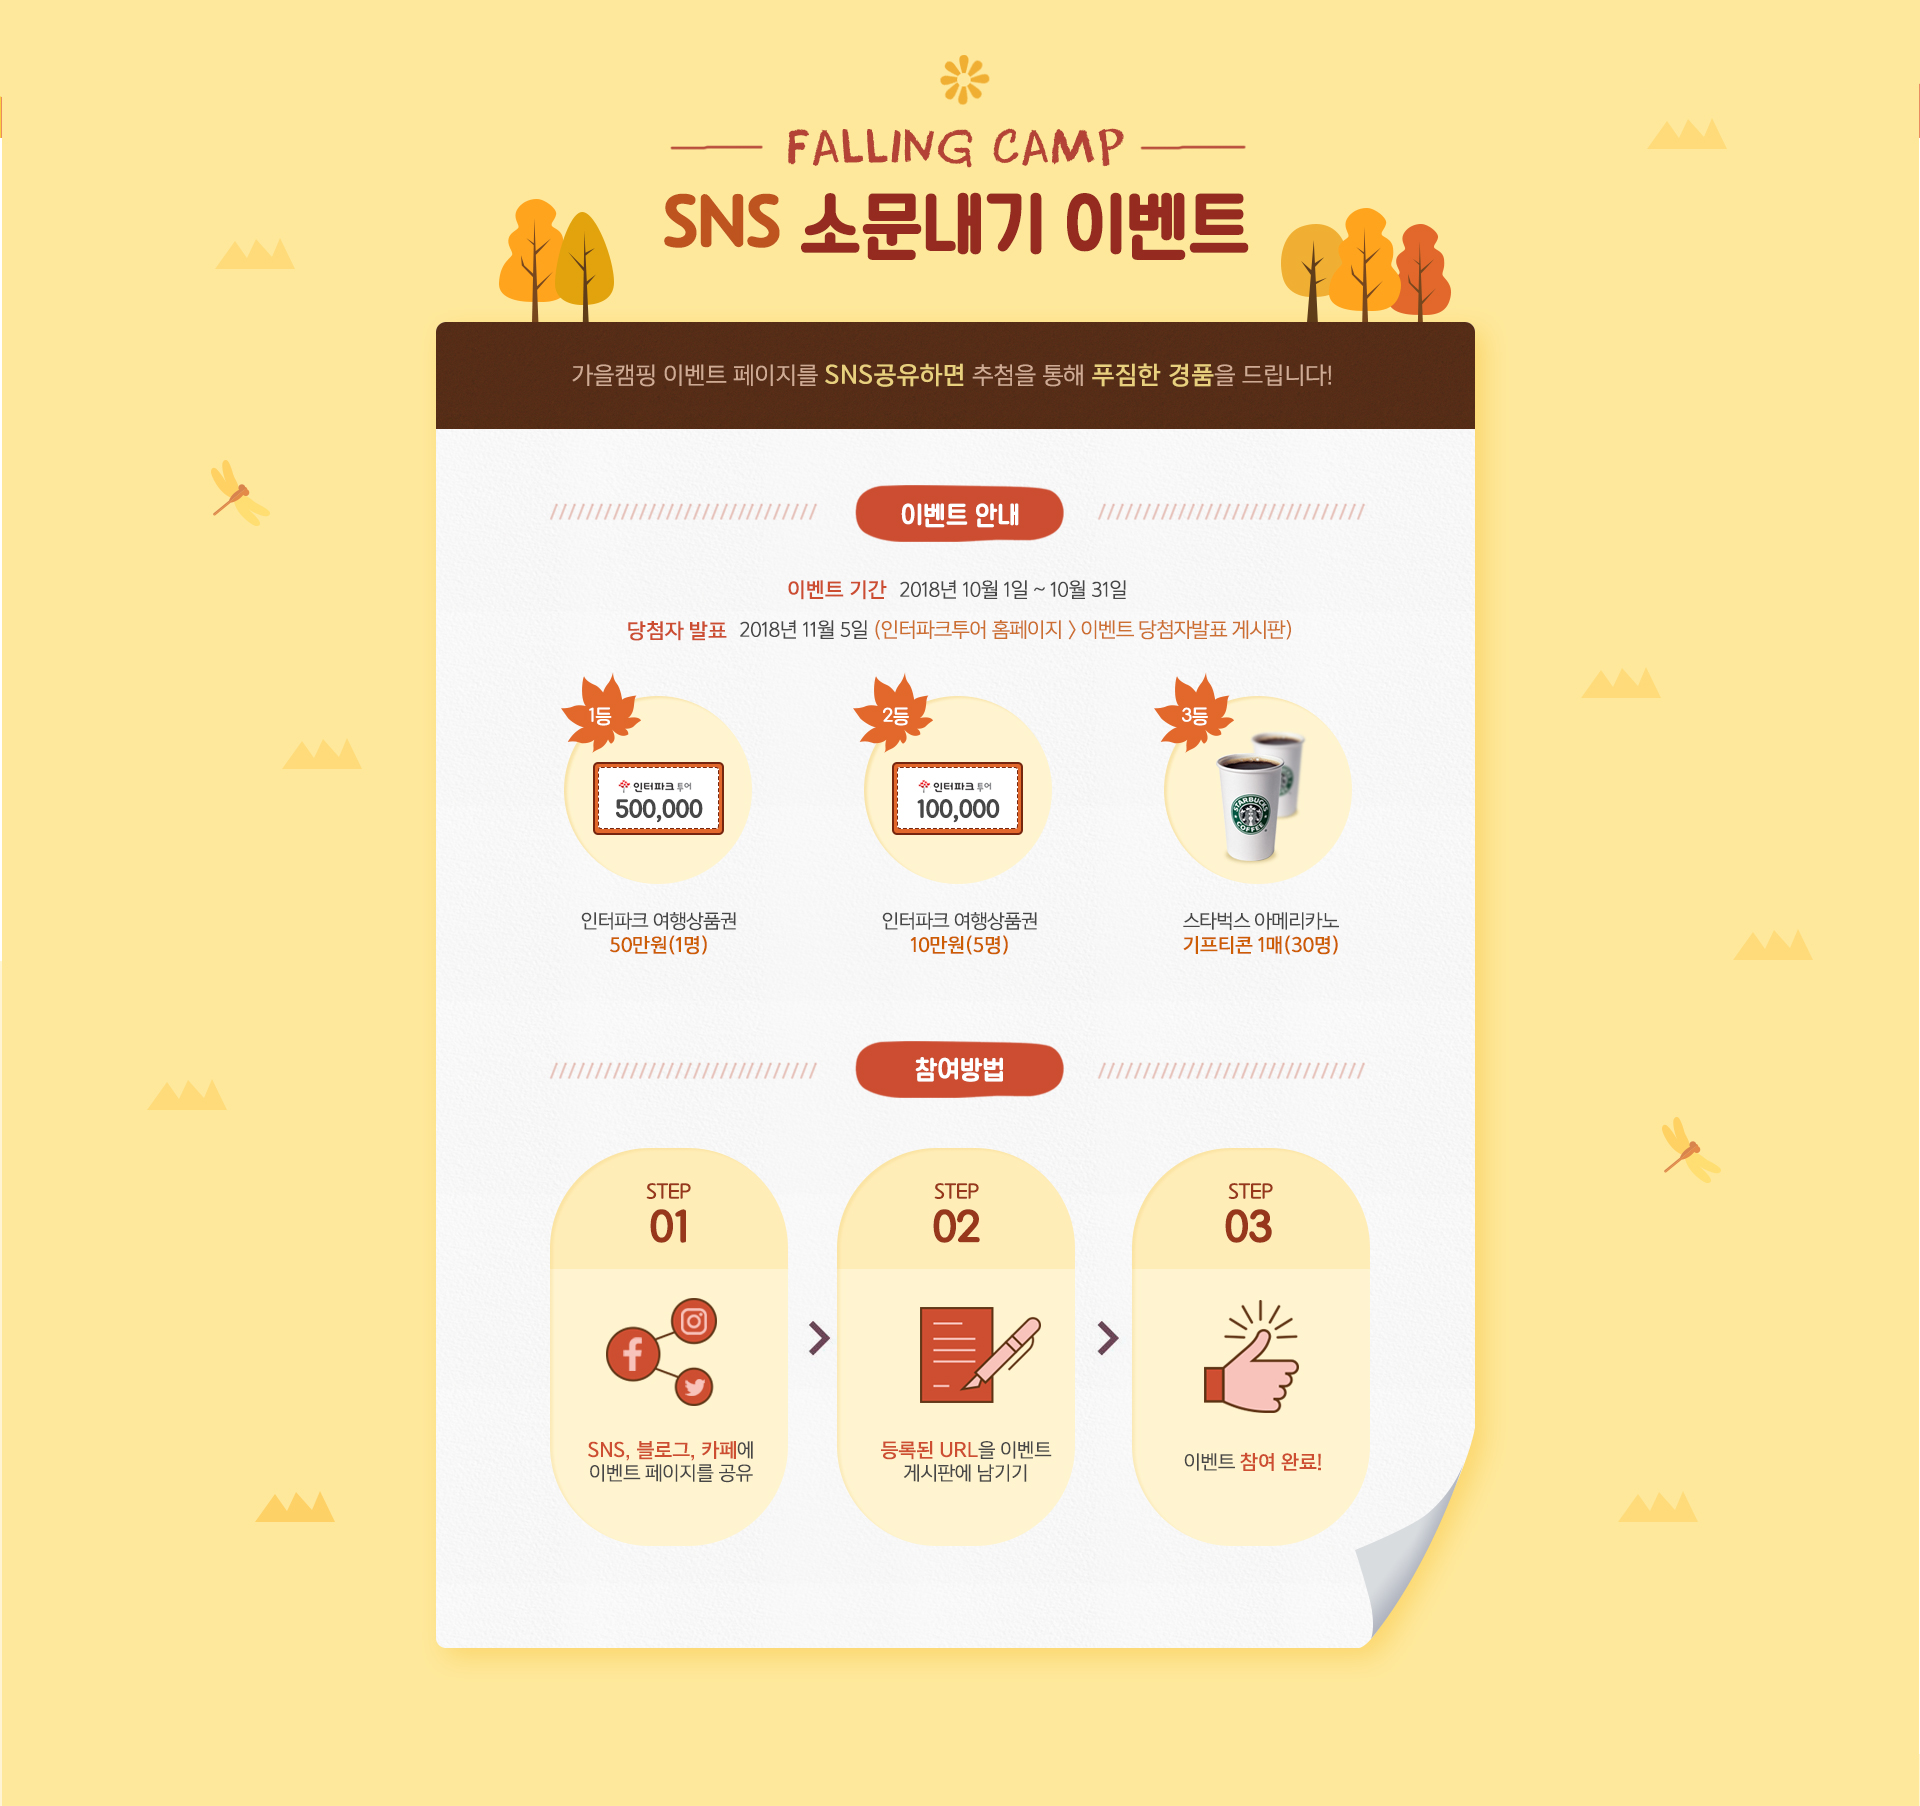 FALLING CAMP
SNS 소문내기 이벤트
가을캠핑 이벤트 페이지를 SNS공유하면 추첨을 통해 푸짐한 경품을 드립니다!
이벤트 안내
이벤트 기간 2018년 10월 1일 ~ 10월 31일
당첨자 발표 2018년 11월 5일 (인터파크투어 홈페이지 > 이벤트 당첨자발표 게시판)
1등
인터파크 투어
500,000
인터파크 여행상품권
50만원(1명)
2등
인터파크 투어
100,000
인터파크 여행상품권
10만원(5명)
3등
STARBUCKS
COFFEE
스타벅스 아메리카노
기프티콘 1매(30명)
참여방법
STEP
01
SNS, 블로그, 카페에
이벤트 페이지를 공유
STEP
02
등록된 URL을 이벤트
게시판에 남기기
STEP
03
이벤트 참여 완료!